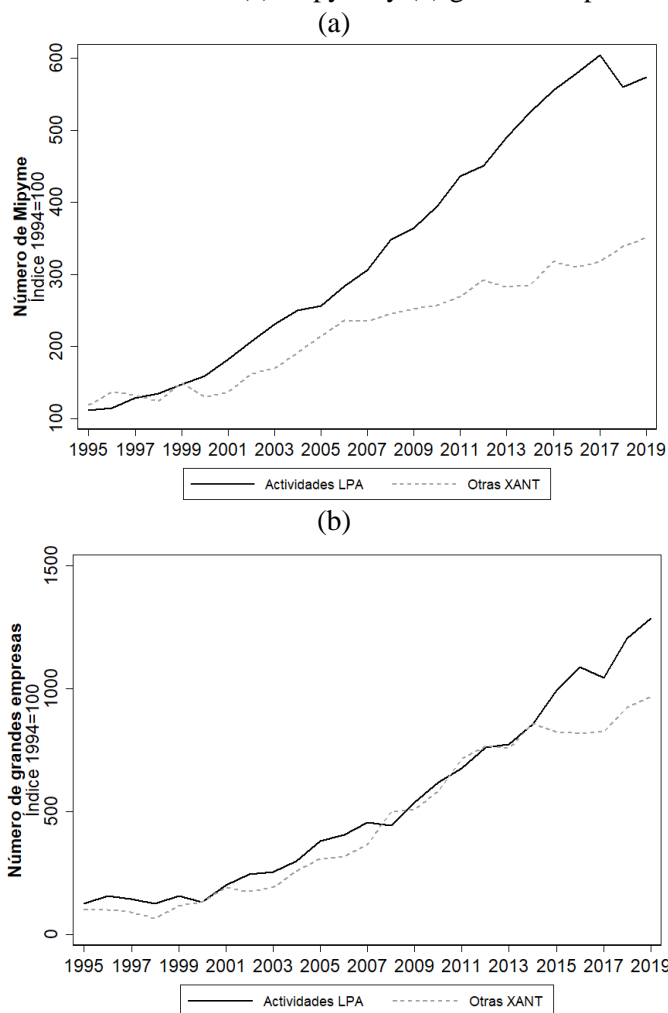 (a)
Número de Mipyme
Índice 1994=100
600
500
400
300
200
100
1995 1997 1999 2001 2003 2005 2007 2009 2011 2013 2015 2017 2019
Actividades LPA Otras XANT
(b)
Número de grandes empresas
Índice 1994=100
1500
1000
500
0
1995 1997 1999 2001 2003 2005 2007 2009 2011 2013 2015 2017 2019
Actividades LPA Otras XANT